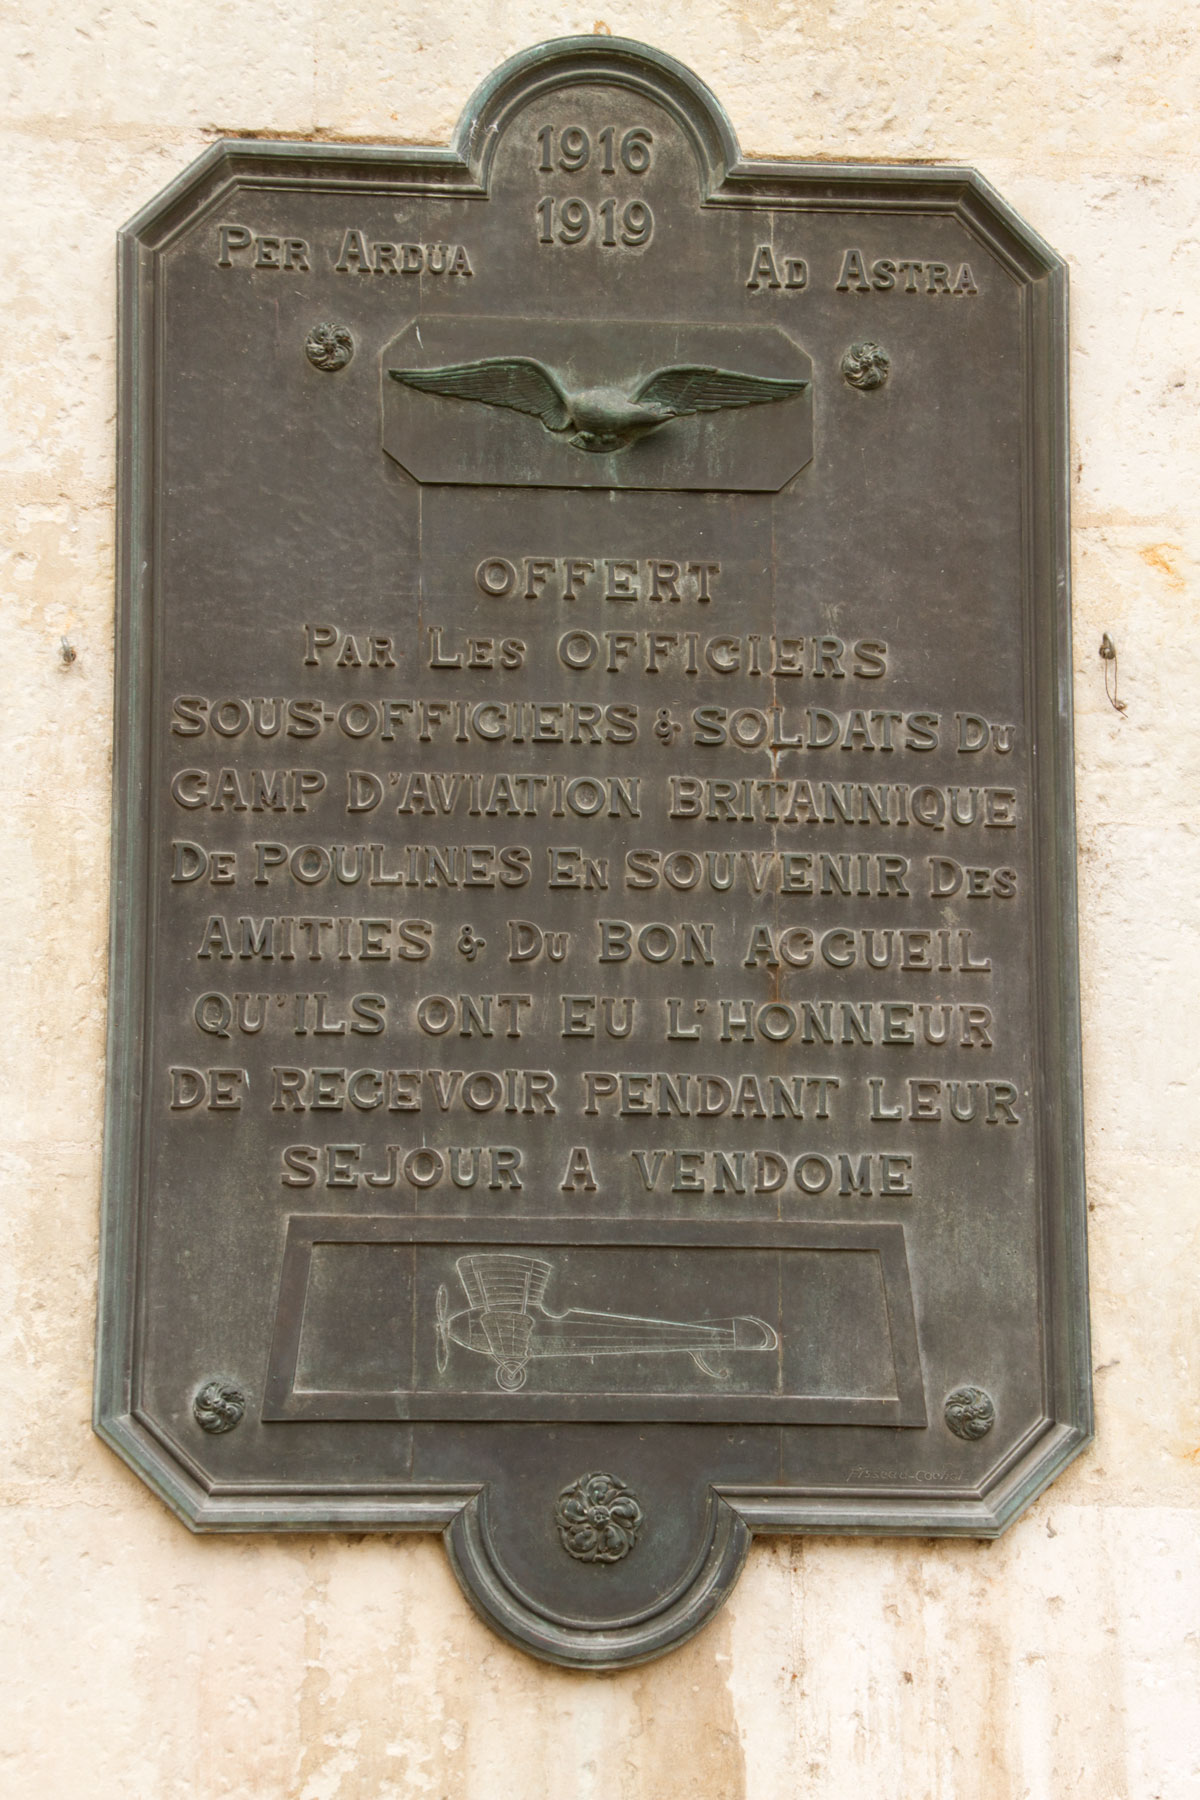 1916
1919
Per Ardua Ad Astra
OFFERT
Par Les OFFICIERS
SOUS-OFFICIERS & SOLDATS Du
CAMP D'AVIATION BRITANNIQUE
De POULINES En SOUVENIR Des
AMITIES & Du BON ACCUEIL
QU'ILS ONT EU L'HONNEUR
DE RECEVOIR PENDANT LEUR
SEJOUR A VENDOME